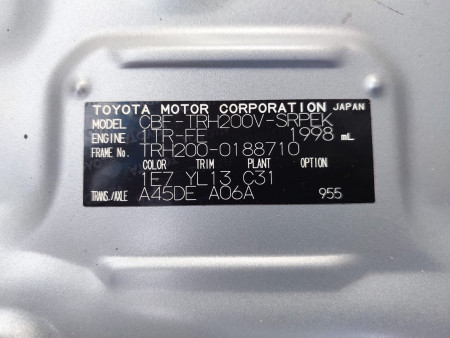 TOYOTA MOTOR CORPORATION JAPAN
MODEL CBF-TRH200V-SRPEK
ENGINE 1TR-FE 1998 mL
FRAME No. TRH200-0188710
COLOR TRIM PLANT OPTION
1E7 YL13 C31
TRANS./AXLE A45DE A06A 955